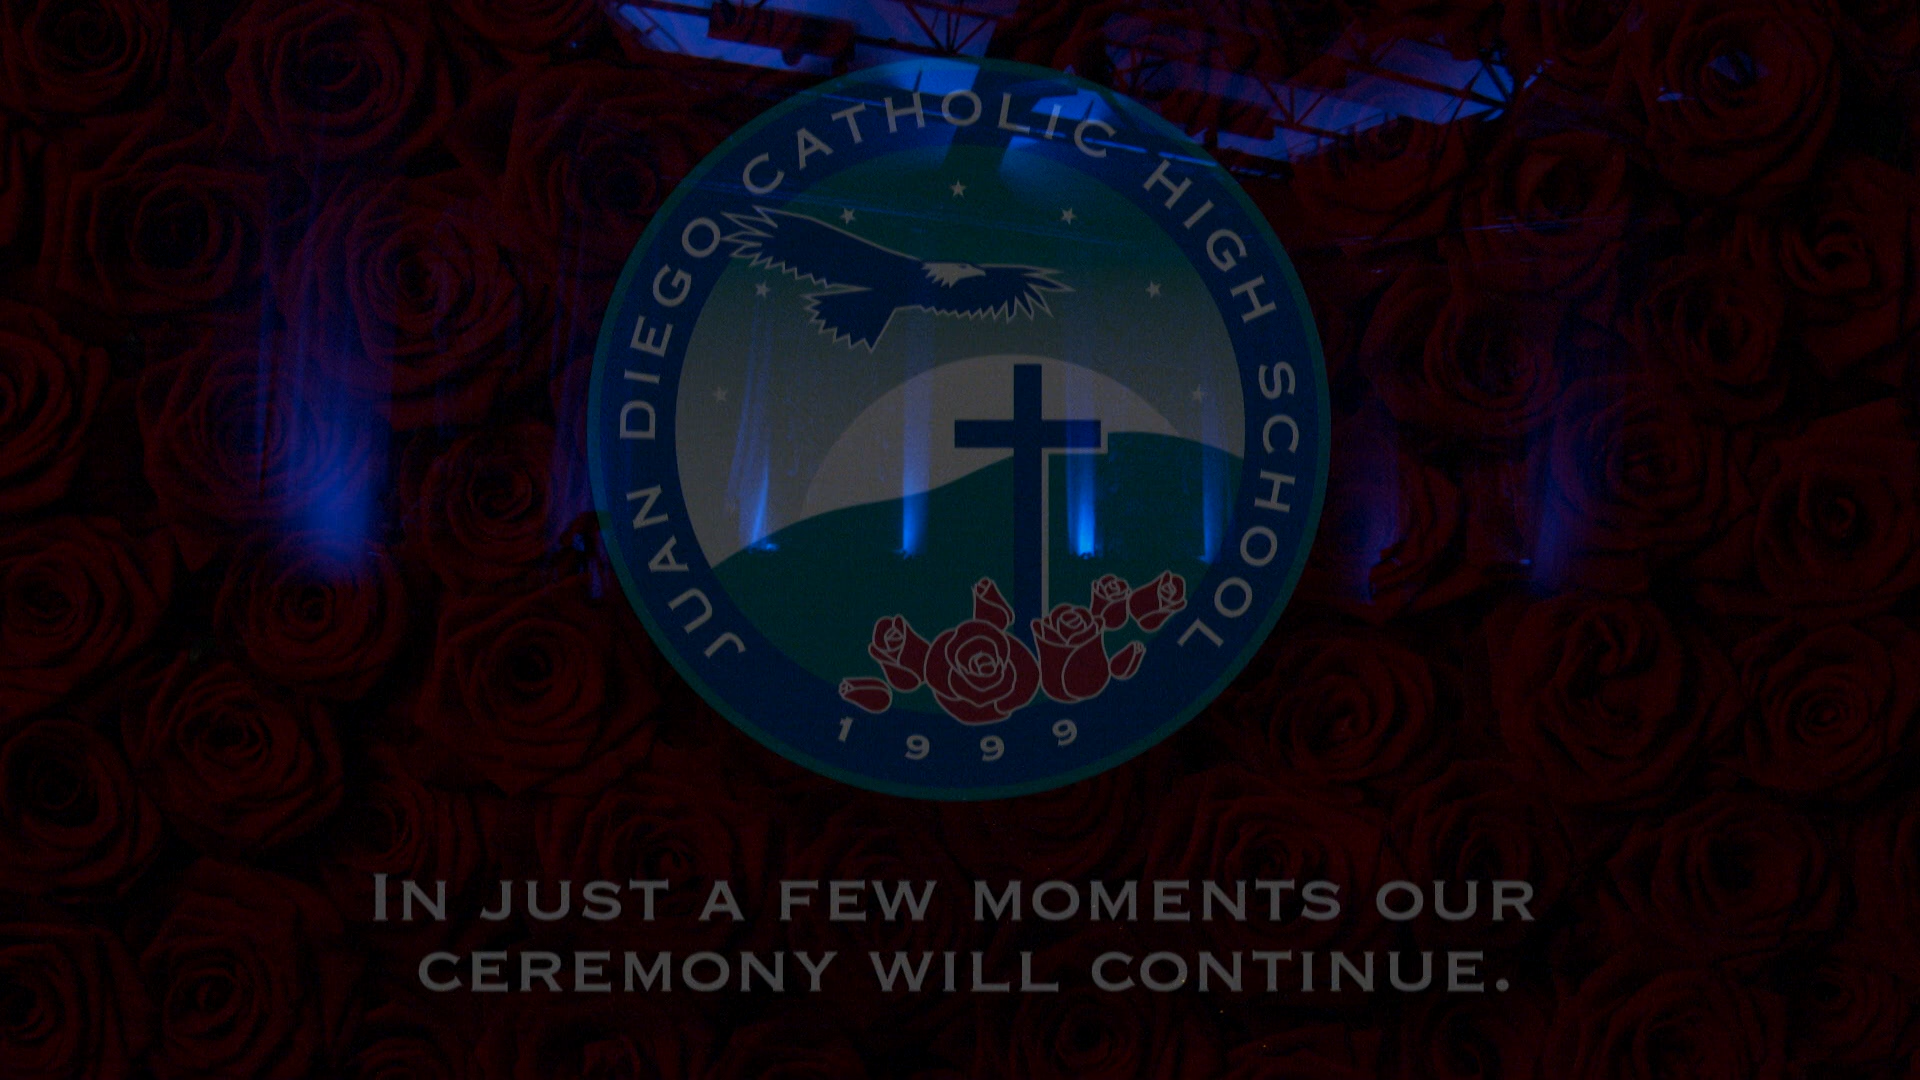 JUAN DIEGO CATHOLIC HIGH SCHOOL
1999
IN JUST A FEW MOMENTS OUR
CEREMONY WILL CONTINUE.